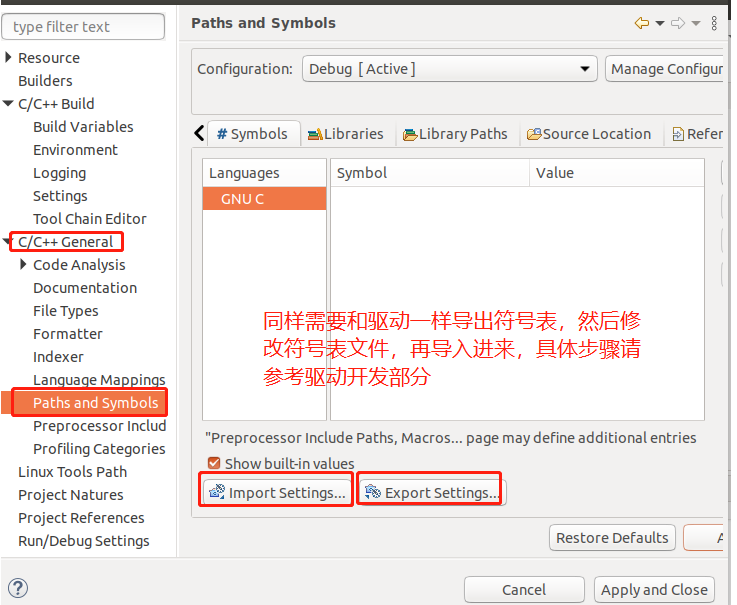 type filter text
Resource
Builders
C/C++ Build
Build Variables
Environment
Logging
Settings
Tool Chain Editor
C/C++ General
Code Analysis
Documentation
File Types
Formatter
Indexer
Language Mappings
Paths and Symbols
Preprocessor Includ
Profiling Categories
Linux Tools Path
Project Natures
Project References
Run/Debug Settings
Paths and Symbols
Configuration: Debug [ Active ] Manage Configur
# Symbols Libraries Library Paths Source Location Refer
Languages Symbol Value
GNU C
同样需要和驱动一样导出符号表，然后修
改符号表文件，再导入进来，具体步骤请
参考驱动开发部分
"Preprocessor Include Paths, Macros... page may define additional entries
Show built-in values
Import Settings... Export Settings...
Restore Defaults A
Cancel Apply and Close